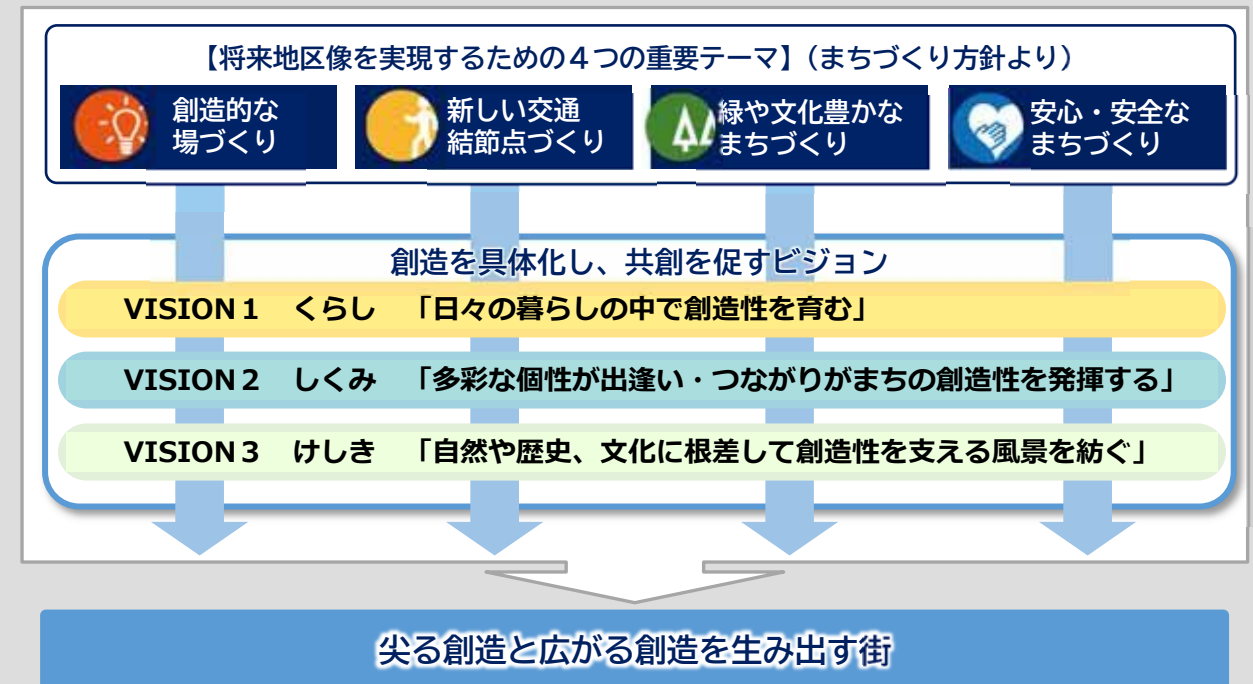 【将来地区像を実現するための４つの重要テーマ】（まちづくり方針より）
創造的な
場づくり
新しい交通
結節点づくり
緑や文化豊かな
まちづくり
安心・安全な
まちづくり
創造を具体化し、共創を促すビジョン
VISION１　くらし　「日々の暮らしの中で創造性を育む」
VISION２　しくみ　「多彩な個性が出逢い・つながりがまちの創造性を発揮する」
VISION３　けしき　「自然や歴史、文化に根差して創造性を支える風景を紡ぐ」
尖る創造と広がる創造を生み出す街